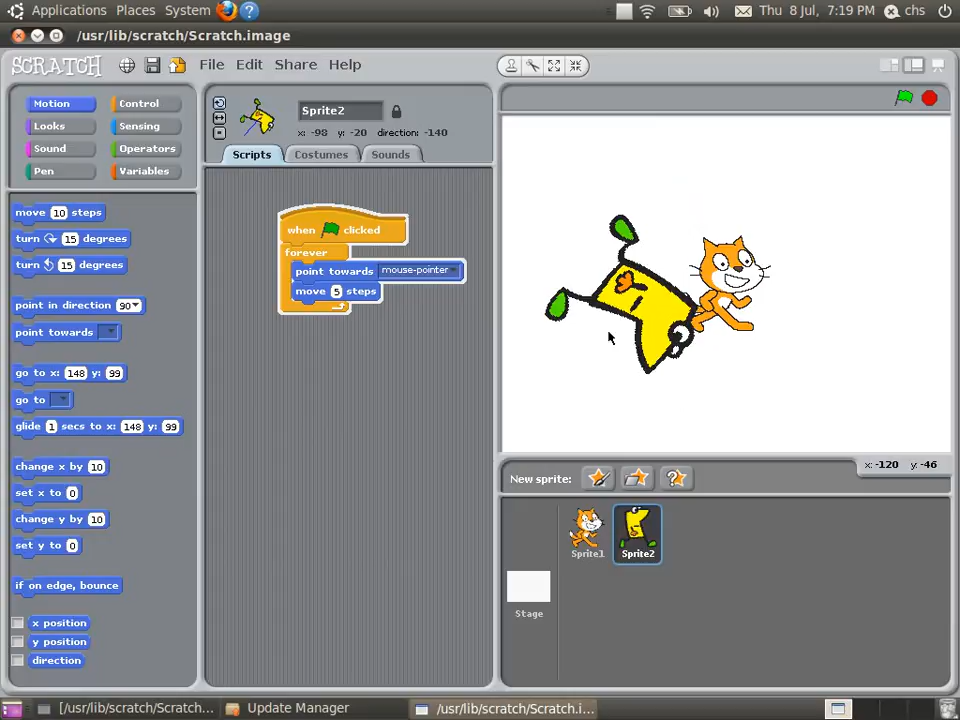 Applications Places System Thu 8 Jul, 7:19 PM chs
/usr/lib/scratch/Scratch.image
SCRATCH File Edit Share Help
Motion Control
Looks Sensing
Sound Operators
Pen Variables
Sprite2
x: -98 y: -20 direction: -140
Scripts Costumes Sounds
move 10 steps
turn 15 degrees
turn 15 degrees
point in direction 90
point towards
go to x: 148 y: 99
go to
glide 1 secs to x: 148 y: 99
change x by 10
set x to 0
change y by 10
set y to 0
if on edge, bounce
x position
y position
direction
when clicked
forever
point towards mouse-pointer
move 5 steps
x: -120 y: -46
New sprite:
Sprite1 Sprite2
Stage
[/usr/lib/scratch/Scratch... Update Manager /usr/lib/scratch/Scratch.i...